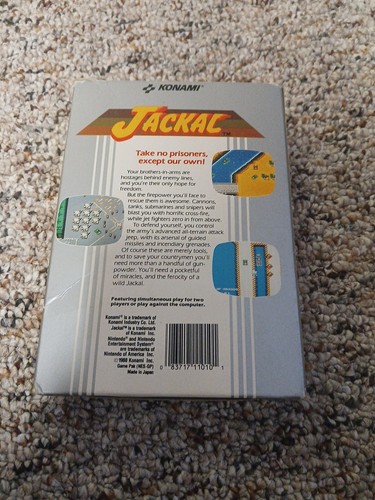 KONAMI®
JACKAL™
Take no prisoners,
except our own!
Your brothers-in-arms are
hostages behind enemy lines,
and you're their only hope for
freedom.
But the firepower you'll face to
rescue them is awesome. Cannons,
tanks, submarines and snipers will
blast you with horrific cross-fire,
while jet fighters zero in from above.
To defend yourself, you control
the army's advanced all-terrain attack
jeep, with its arsenal of guided
missiles and incendiary grenades.
Of course these are merely tools,
and to save your countrymen you'll
need more than a handful of gun-
powder. You'll need a pocketful
of miracles, and the ferocity of a
wild Jackal.
Featuring simultaneous play for two
players or play against the computer.
Konami® is a trademark of
Konami Industry Co. Ltd.
Jackal™ is a trademark
of Konami Inc.
Nintendo® and Nintendo
Entertainment System®
are trademarks of
Nintendo of America Inc.
© 1988 Konami Inc.
Game Pak (NES-GP)
Made in Japan
0 83717 11010 1